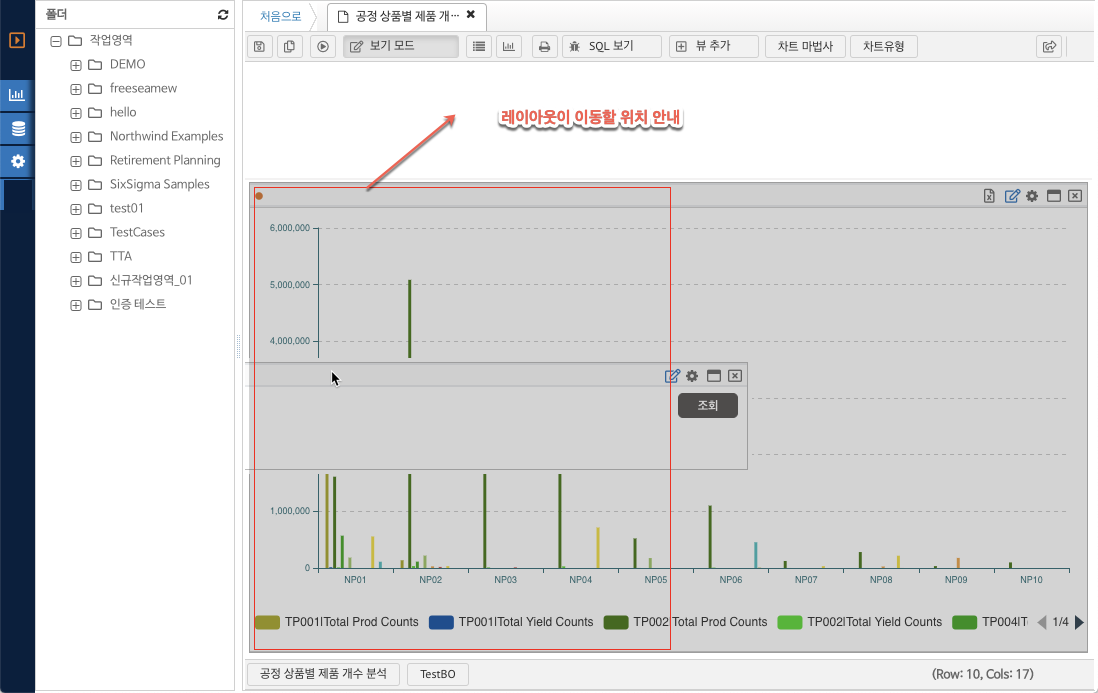 폴더
작업영역
DEMO
freeseamew
hello
Northwind Examples
Retirement Planning
SixSigma Samples
test01
TestCases
TTA
신규작업영역_01
인증 테스트
처음으로
공정 상품별 제품 개···
보기 모드
SQL 보기
뷰 추가
차트 마법사
차트유형
레이아웃이 이동할 위치 안내
6,000,000
5,000,000
4,000,000
조회
1,000,000
0
NP01 NP02 NP03 NP04 NP05 NP06 NP07 NP08 NP09 NP10
TP001|Total Prod Counts TP001|Total Yield Counts TP002 Total Prod Counts TP002|Total Yield Counts TP004|T 1/4
공정 상품별 제품 개수 분석 TestBO (Row: 10, Cols: 17)